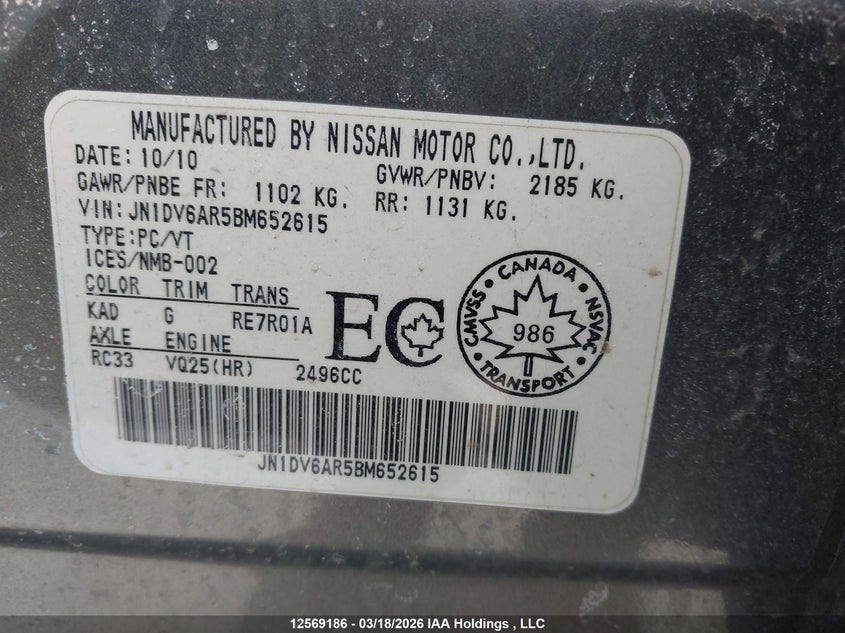 MANUFACTURED BY NISSAN MOTOR CO.,LTD.
DATE: 10/10 GVWR/PNBV: 2185 KG.
GAWR/PNBE FR: 1102 KG. RR: 1131 KG.
VIN:JN1DV6AR5BM652615
TYPE:PC/VT
ICES/NMB-002
COLOR TRIM TRANS
KAD G RE7R01A
AXLE ENGINE
RC33 VQ25(HR) 2496CC
EC
CANADA
CMVSS
NSVAC
986
TRANSPORT
JN1DV6AR5BM652615
12569186 - 03/18/2026 IAA Holdings , LLC